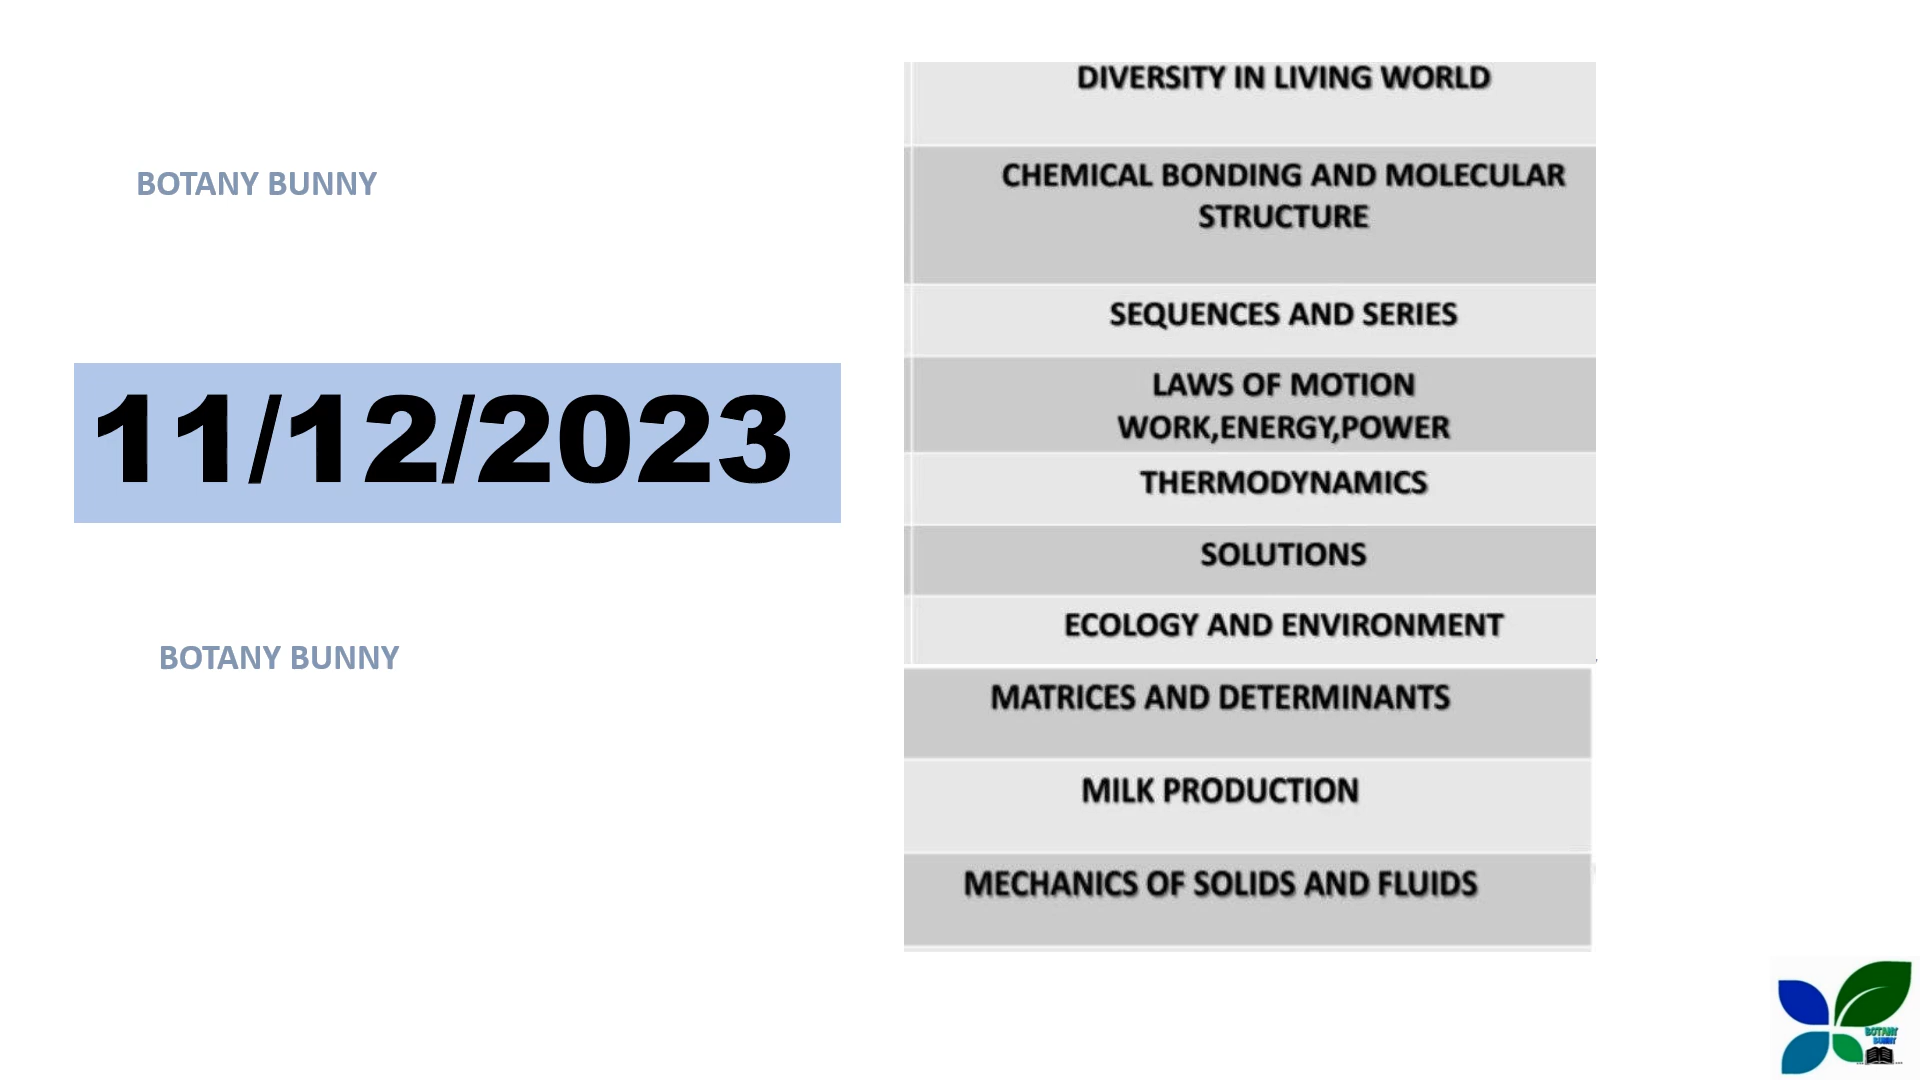 BOTANY BUNNY
11/12/2023
BOTANY BUNNY
DIVERSITY IN LIVING WORLD
CHEMICAL BONDING AND MOLECULAR
STRUCTURE
SEQUENCES AND SERIES
LAWS OF MOTION
WORK,ENERGY,POWER
THERMODYNAMICS
SOLUTIONS
ECOLOGY AND ENVIRONMENT
MATRICES AND DETERMINANTS
MILK PRODUCTION
MECHANICS OF SOLIDS AND FLUIDS
BOTANY
BUNNY